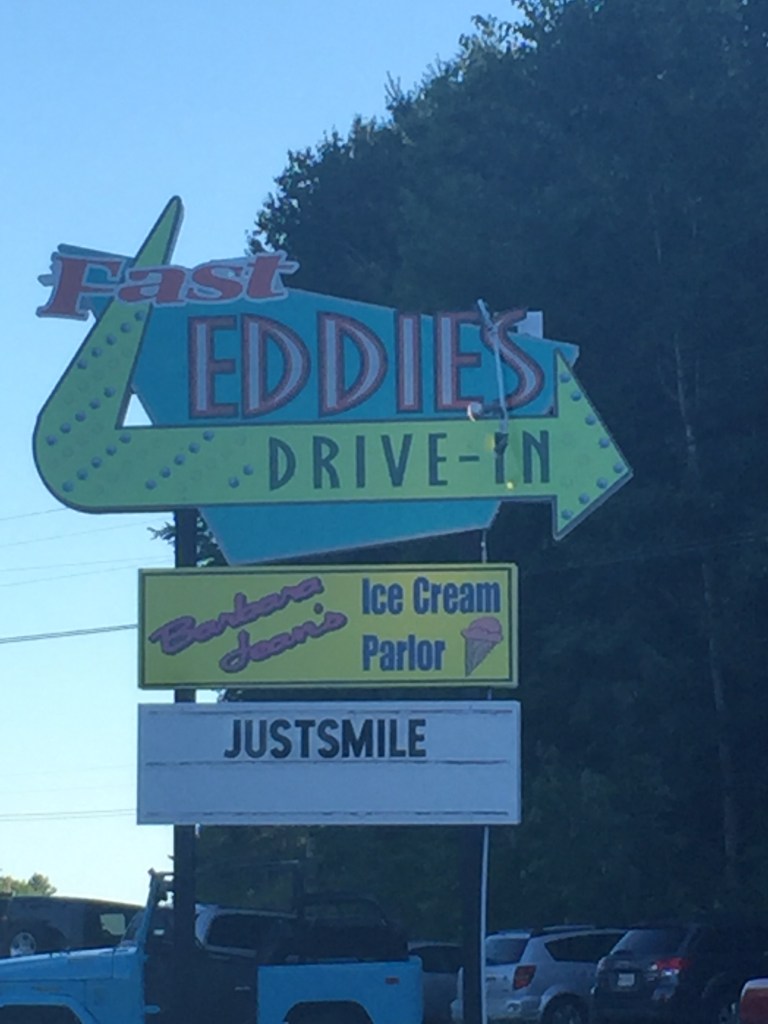 Fast
EDDIES
DRIVE-IN
Barbara
Jean's
Ice Cream
Parlor
JUSTSMILE